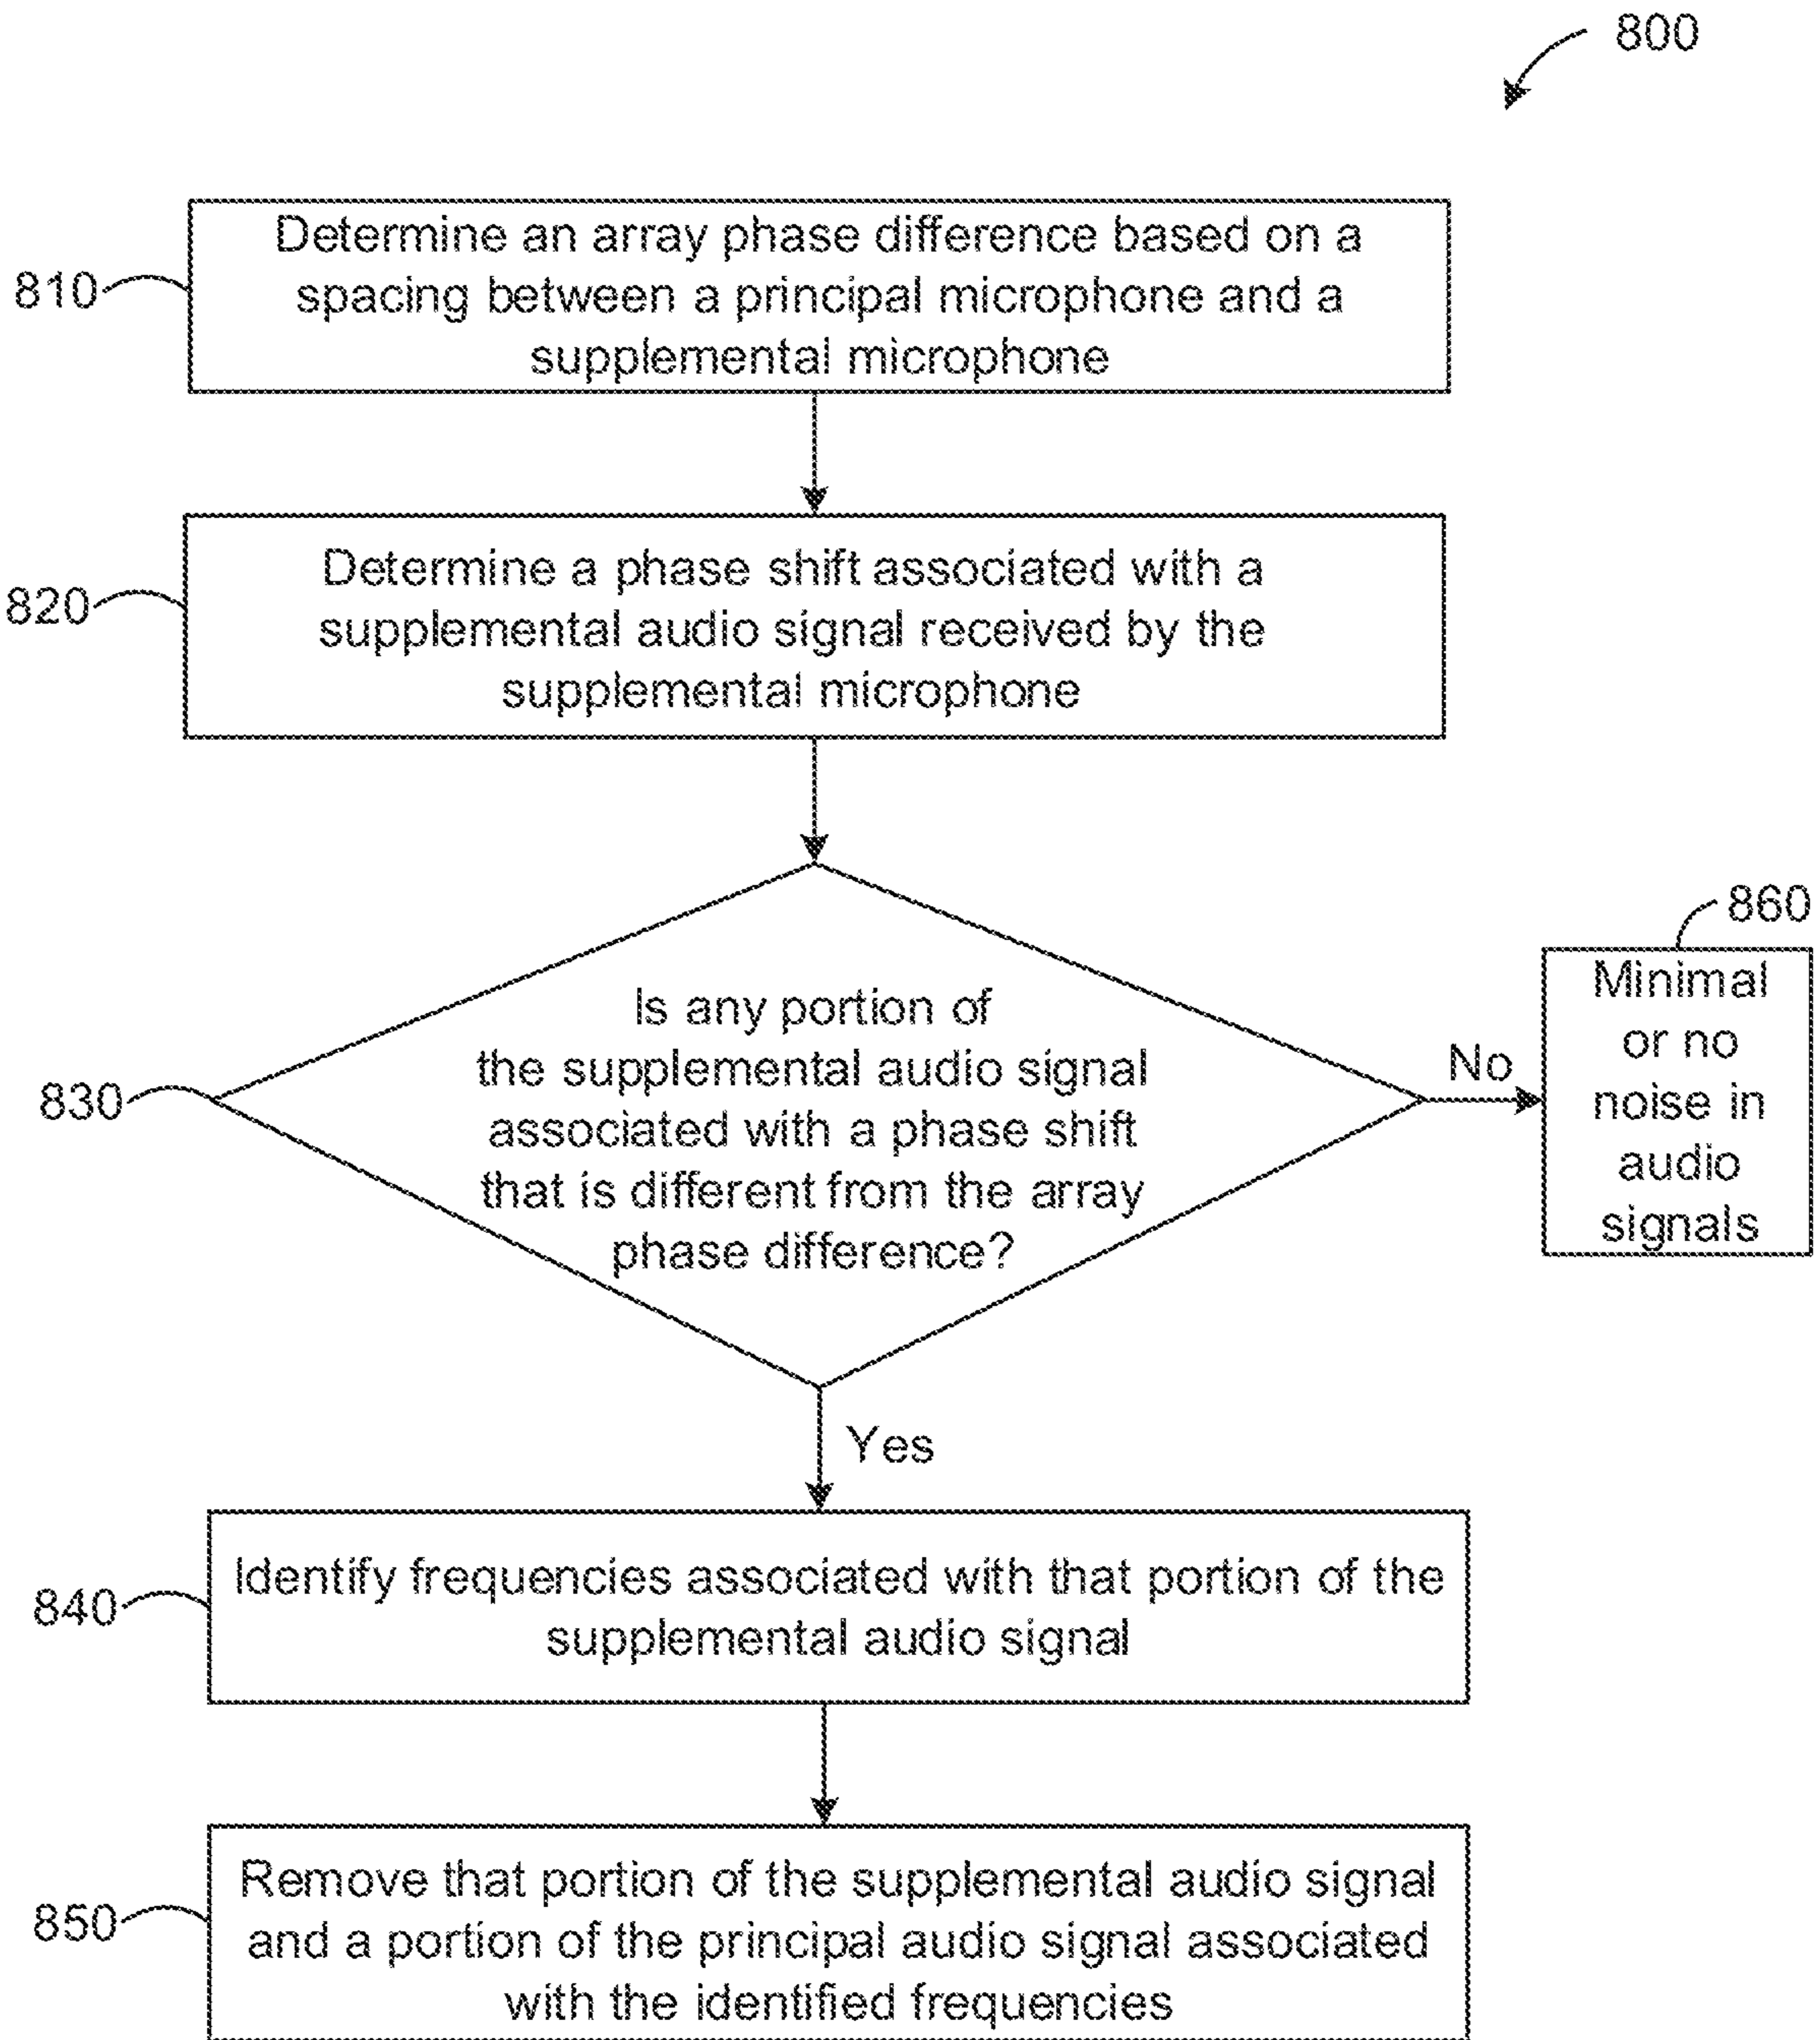 800
810
Determine an array phase difference based on a
spacing between a principal microphone and a
supplemental microphone
820
Determine a phase shift associated with a
supplemental audio signal received by the
supplemental microphone
830
Is any portion of
the supplemental audio signal
associated with a phase shift
that is different from the array
phase difference?
No
860
Minimal
or no
noise in
audio
signals
Yes
840
Identify frequencies associated with that portion of the
supplemental audio signal
850
Remove that portion of the supplemental audio signal
and a portion of the principal audio signal associated
with the identified frequencies